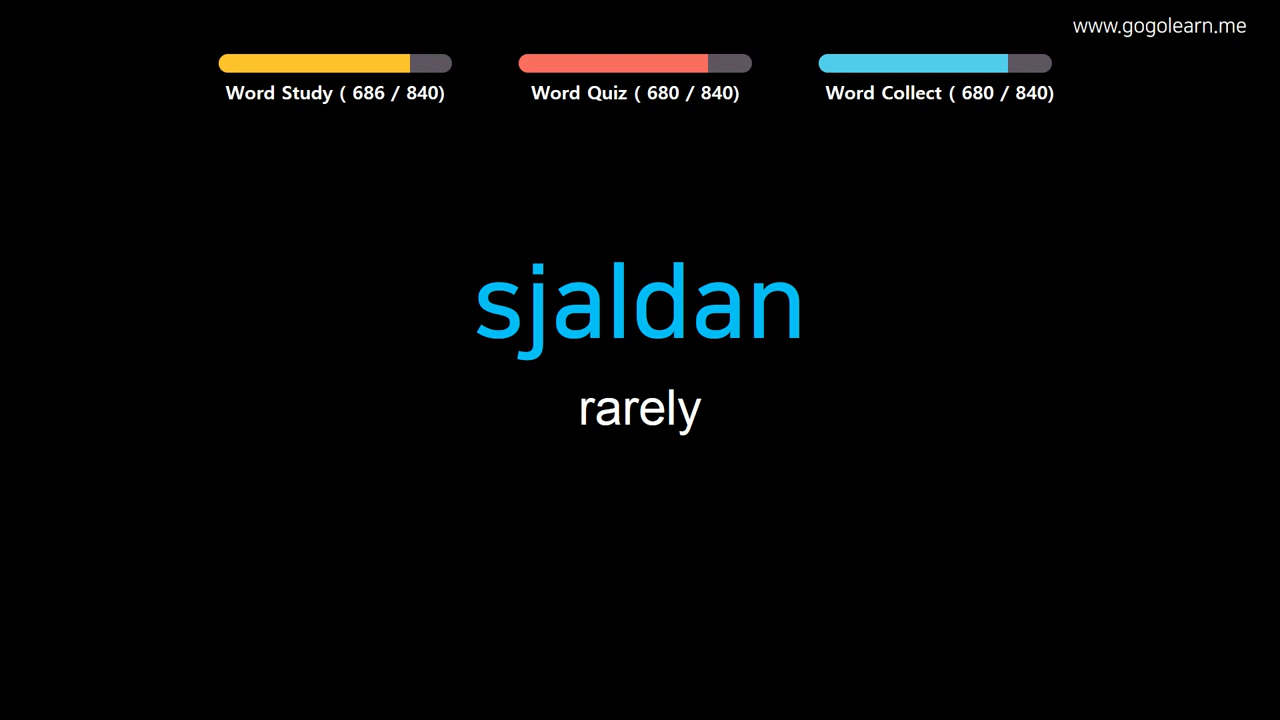 www.gogolearn.me
Word Study ( 686 / 840)
Word Quiz ( 680 / 840)
Word Collect ( 680 / 840)
sjaldan
rarely